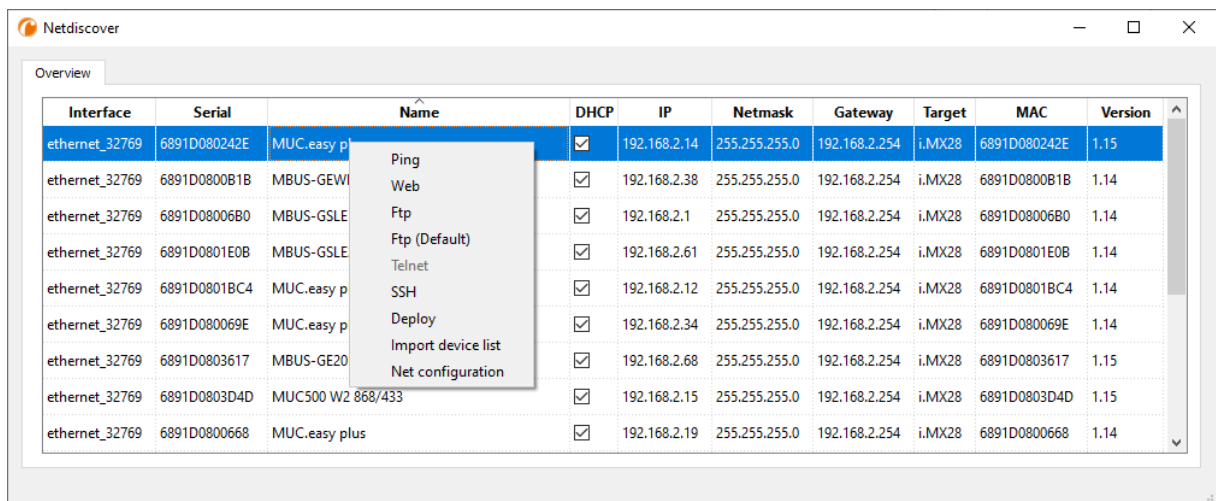 Netdiscover
Overview
Interface Serial Name DHCP IP Netmask Gateway Target MAC Version
ethernet_32769 6891D080242E MUC.easy p 192.168.2.14 255.255.255.0 192.168.2.254 i.MX28 6891D080242E 1.15
Ping
ethernet_32769 6891D0800B1B MBUS-GEWI 192.168.2.38 255.255.255.0 192.168.2.254 i.MX28 6891D0800B1B 1.14
Web
ethernet_32769 6891D08006B0 MBUS-GSLE 192.168.2.1 255.255.255.0 192.168.2.254 i.MX28 6891D08006B0 1.14
Ftp
Ftp (Default)
ethernet_32769 6891D0801E0B MBUS-GSLE 192.168.2.61 255.255.255.0 192.168.2.254 i.MX28 6891D0801E0B 1.14
Telnet
ethernet_32769 6891D0801BC4 MUC.easy p 192.168.2.12 255.255.255.0 192.168.2.254 i.MX28 6891D0801BC4 1.14
SSH
Deploy
ethernet_32769 6891D080069E MUC.easy p 192.168.2.34 255.255.255.0 192.168.2.254 i.MX28 6891D080069E 1.14
Import device list
ethernet_32769 6891D0803617 MBUS-GE20 192.168.2.68 255.255.255.0 192.168.2.254 i.MX28 6891D0803617 1.15
Net configuration
ethernet_32769 6891D0803D4D MUC500 W2 868/433 192.168.2.15 255.255.255.0 192.168.2.254 i.MX28 6891D0803D4D 1.15
ethernet_32769 6891D0800668 MUC.easy plus 192.168.2.19 255.255.255.0 192.168.2.254 i.MX28 6891D0800668 1.14